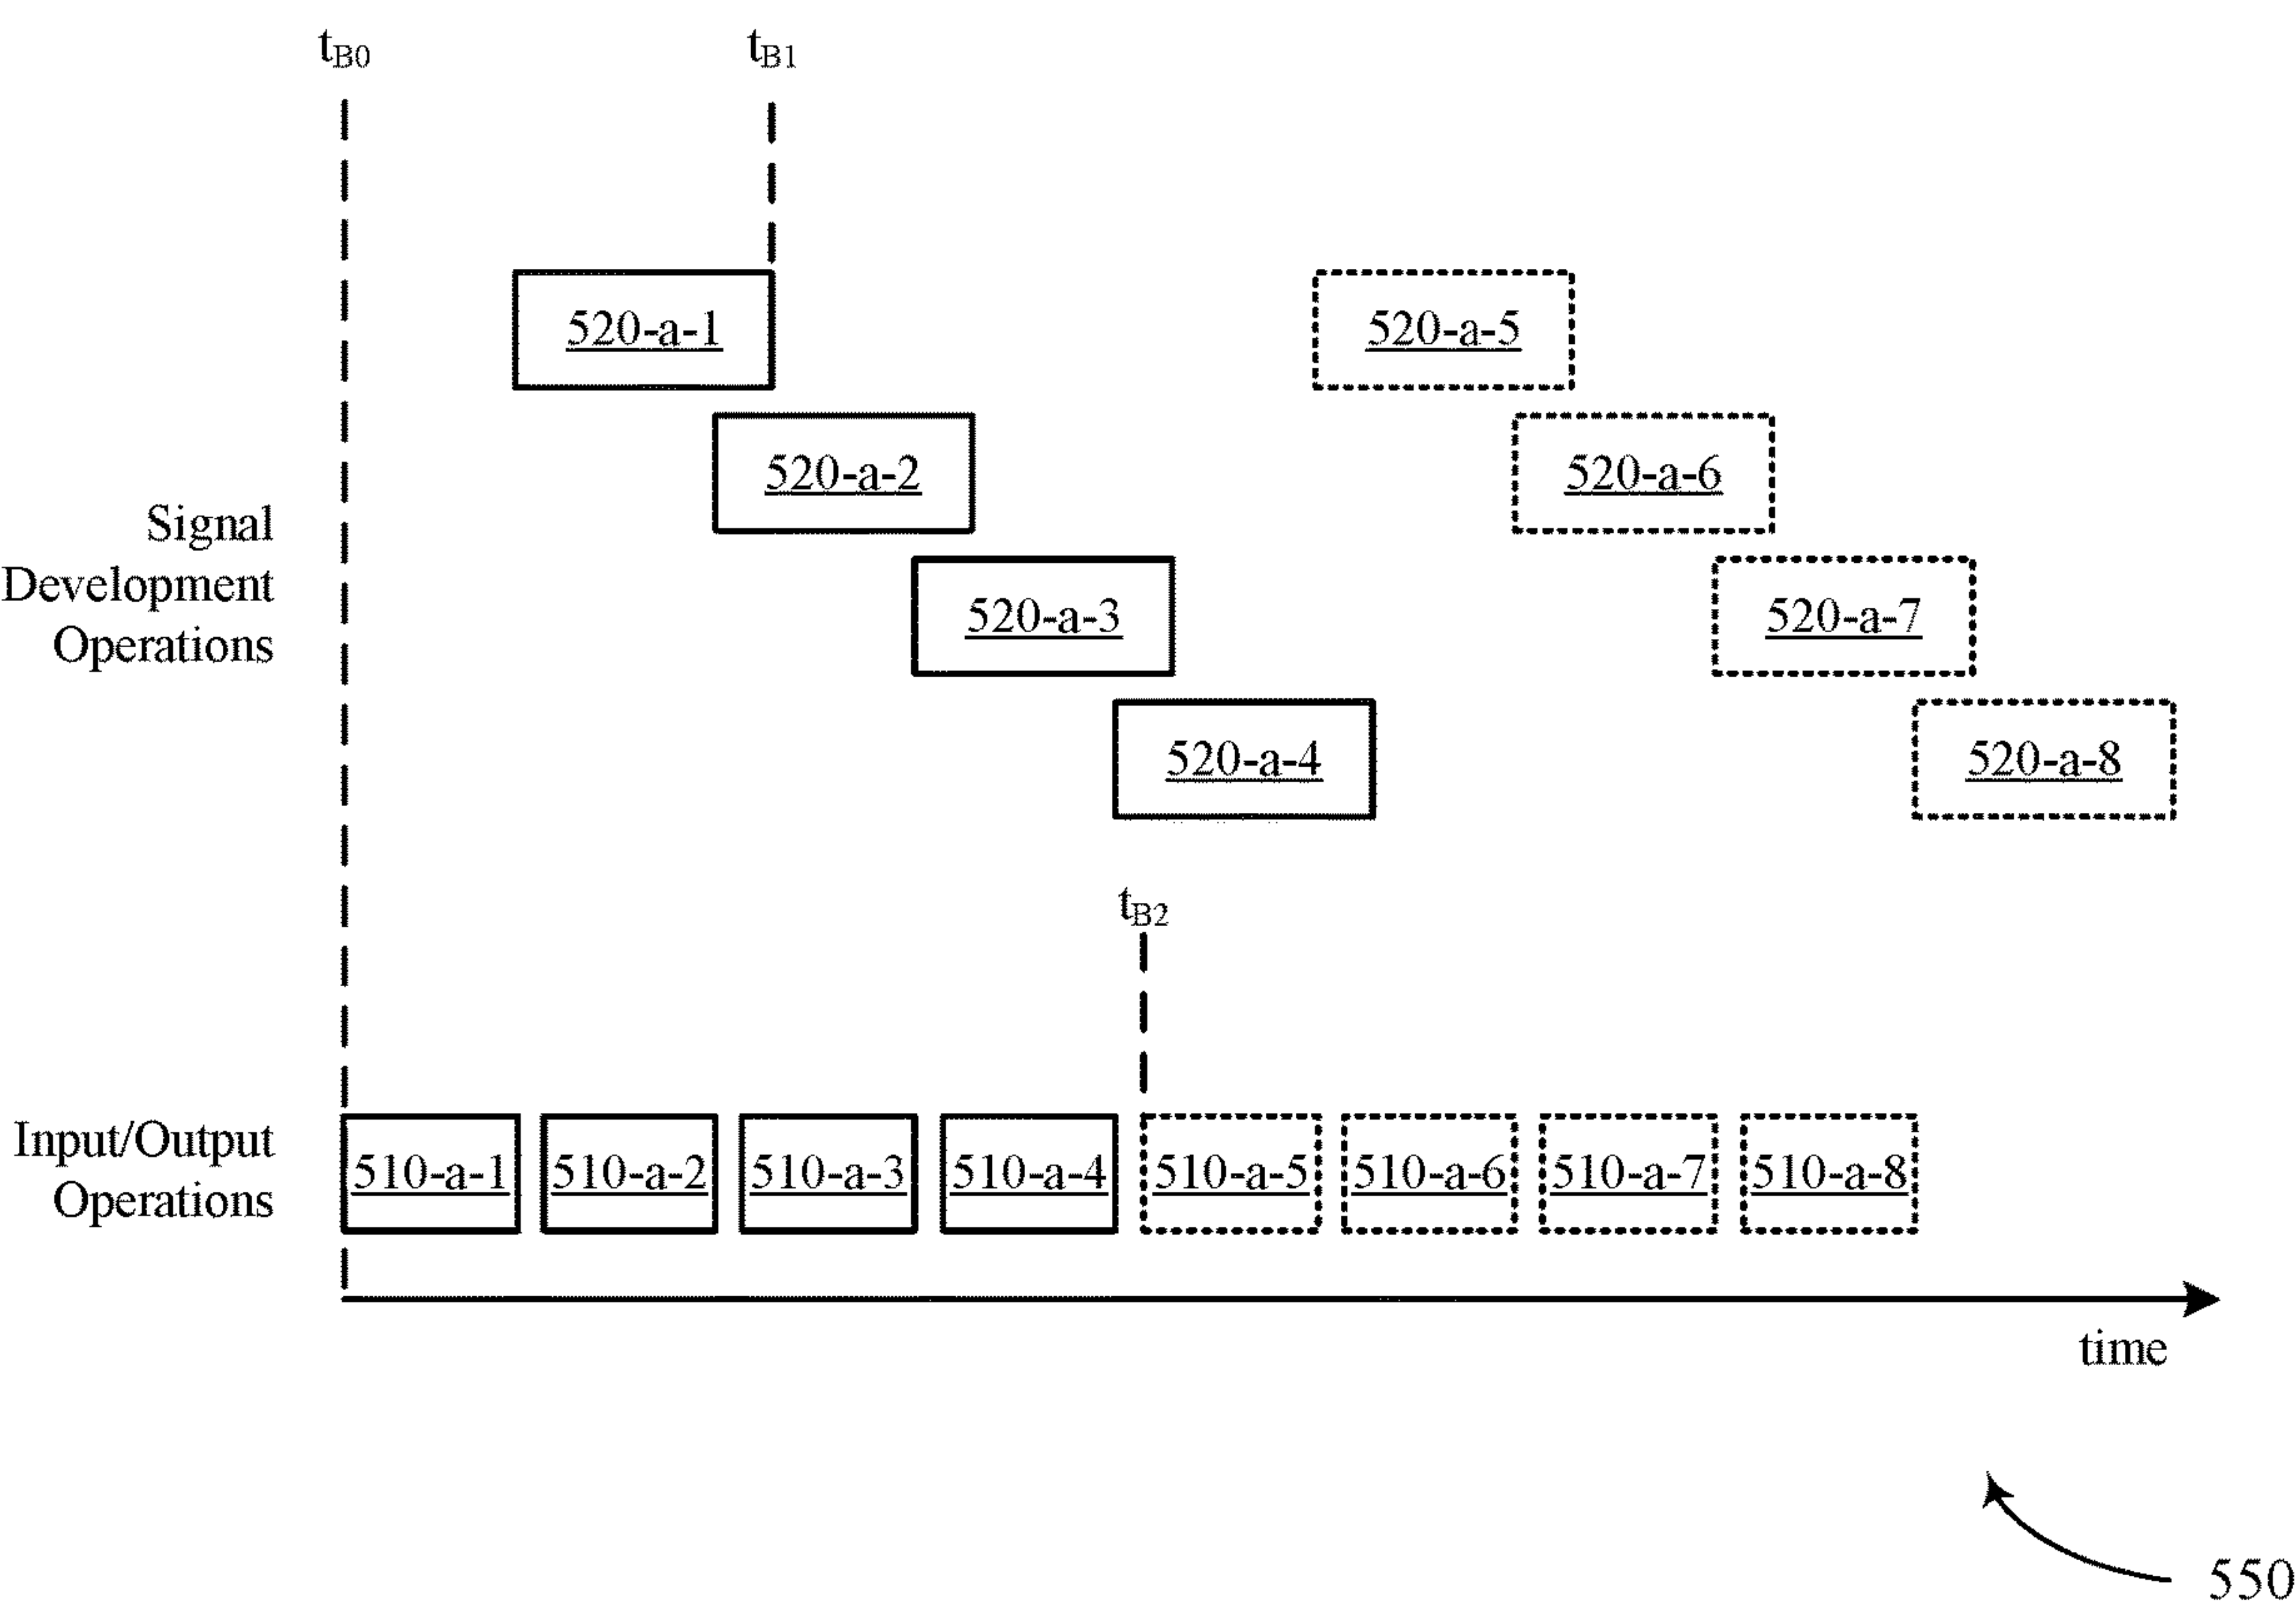 tB0
tB1
520-a-1
520-a-5
520-a-2
520-a-6
Signal
Development
Operations
520-a-3
520-a-7
520-a-4
520-a-8
tB2
Input/Output
Operations
510-a-1
510-a-2
510-a-3
510-a-4
510-a-5
510-a-6
510-a-7
510-a-8
time
550